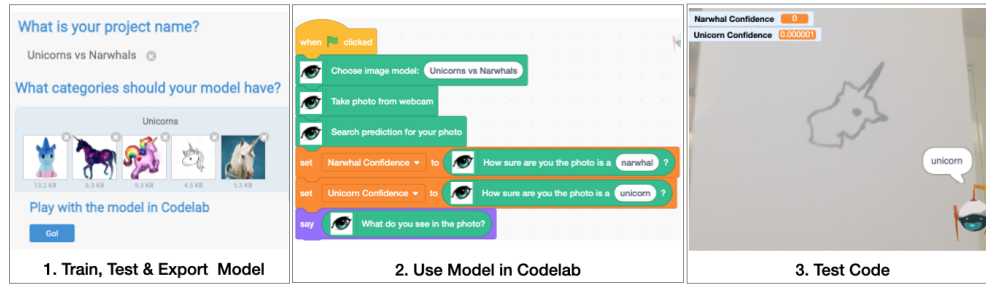 What is your project name?
Unicorns vs Narwhals
What categories should your model have?
Unicorns
13.2 KB 6.3 KB 9.3 KB 4.5 KB 5.3 KB
Play with the model in Codelab
Go!
1. Train, Test & Export Model
when clicked
Choose image model: Unicorns vs Narwhals
Take photo from webcam
Search prediction for your photo
set Narwhal Confidence to How sure are you the photo is a narwhal ?
set Unicorn Confidence to How sure are you the photo is a unicorn ?
say What do you see in the photo?
2. Use Model in Codelab
Narwhal Confidence 0
Unicorn Confidence 0.000001
unicorn
3. Test Code